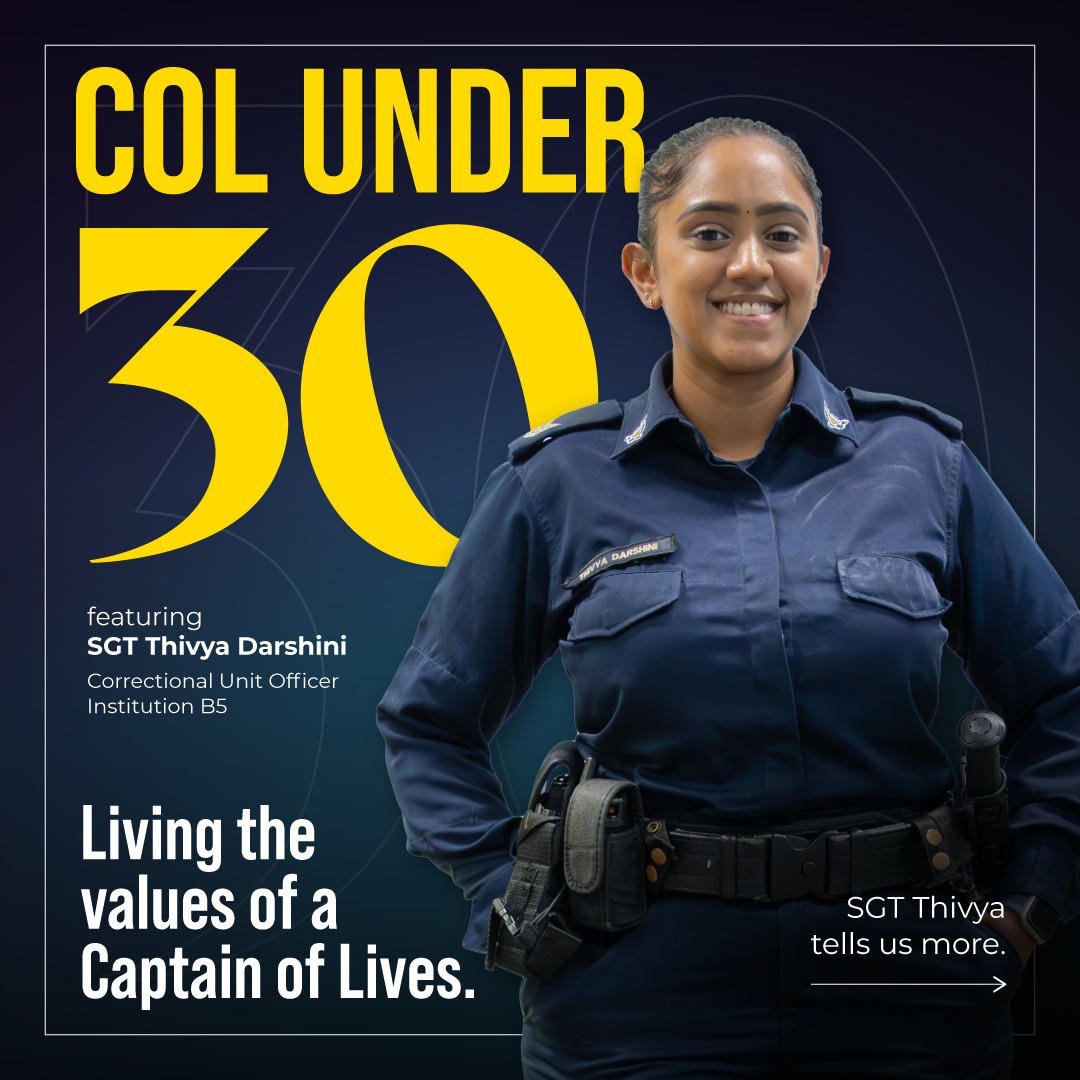 COL UNDER
30
featuring
SGT Thivya Darshini
Correctional Unit Officer
Institution B5
THIVYA DARSHINI
Living the
values of a
Captain of Lives.
SGT Thivya
tells us more.